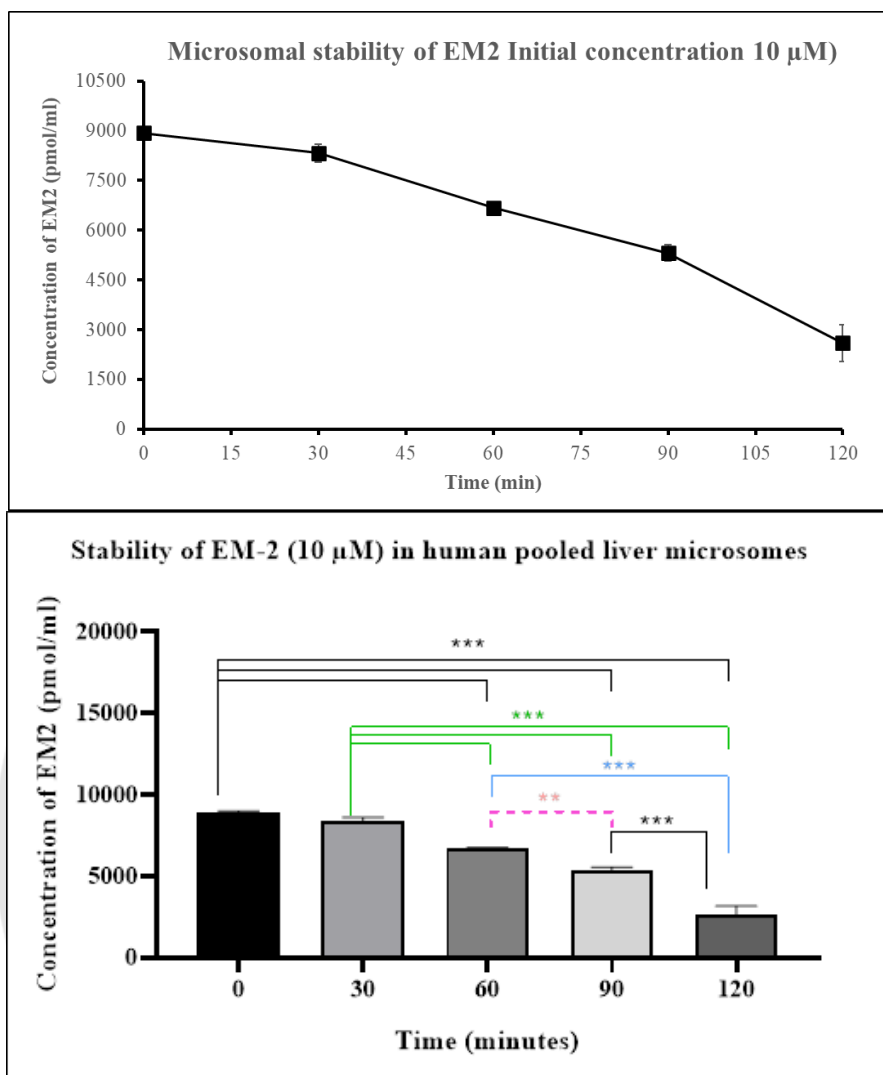 Microsomal stability of EM2 Initial concentration 10 µM)
Concentration of EM2 (pmol/ml)
10500
9000
7500
6000
4500
3000
1500
0
0 15 30 45 60 75 90 105 120
Time (min)
Stability of EM-2 (10 µM) in human pooled liver microsomes
Concentration of EM2 (pmol/ml)
20000
15000
10000
5000
0
***
***
***
**
***
0 30 60 90 120
Time (minutes)